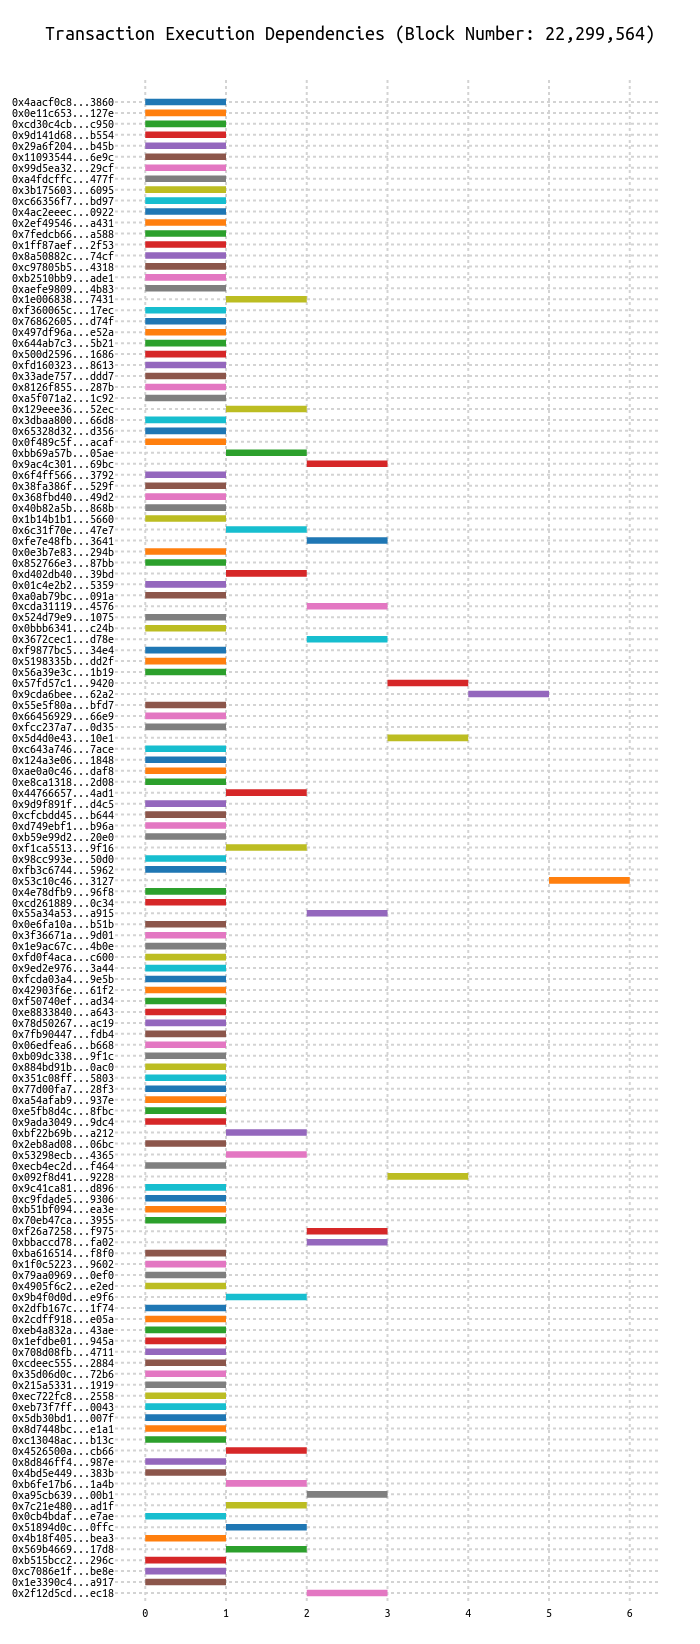 Transaction Execution Dependencies (Block Number: 22,299,564)
0x4aacf0c8...3860
0x0e11c653...127e
0xcd30c4cb...c950
0x9d141d68...b554
0x29a6f204...b45b
0x11093544...6e9c
0x99d5ea32...29cf
0xa4fdcffc...477f
0x3b175603...6095
0xc66356f7...bd97
0x4ac2eeec...0922
0x2ef49546...a431
0x7fedcb66...a588
0x1ff87aef...2f53
0x8a50882c...74cf
0xc97805b5...4318
0xb2510bb9...ade1
0xaefe9809...4b83
0x1e006838...7431
0xf360065c...17ec
0x76862605...d74f
0x497df96a...e52a
0x644ab7c3...5b21
0x500d2596...1686
0xfd160323...8613
0x33ade757...ddd7
0x8126f855...287b
0xa5f071a2...1c92
0x129eee36...52ec
0x3dbaa800...66d8
0x65328d32...d356
0x0f489c5f...acaf
0xbb69a57b...05ae
0x9ac4c301...69bc
0x6f4ff566...3792
0x38fa386f...529f
0x368fbd40...49d2
0x40b82a5b...868b
0x1b14b1b1...5660
0x6c31f70e...47e7
0xfe7e48fb...3641
0x0e3b7e83...294b
0x852766e3...87bb
0xd402db40...39bd
0x01c4e2b2...5359
0xa0ab79bc...091a
0xcda31119...4576
0x524d79e9...1075
0x0bbb6341...c24b
0x3672cec1...d78e
0xf9877bc5...34e4
0x5198335b...dd2f
0x56a39e3c...1b19
0x57fd57c1...9420
0x9cda6bee...62a2
0x55e5f80a...bfd7
0x66456929...66e9
0xfcc237a7...0d35
0x5d4d0e43...10e1
0xc643a746...7ace
0x124a3e06...1848
0xae0a0c46...daf8
0xe8ca1318...2d08
0x44766657...4ad1
0x9d9f891f...d4c5
0xcfcbdd45...b644
0xd749ebf1...b96a
0xb59e99d2...20e0
0xf1ca5513...9f16
0x98cc993e...50d0
0xfb3c6744...5962
0x53c10c46...3127
0x4e78dfb9...96f8
0xcd261889...0c34
0x55a34a53...a915
0x0e6fa10a...b51b
0x3f36671a...9d01
0x1e9ac67c...4b0e
0xfd0f4aca...c600
0x9ed2e976...3a44
0xfcda03a4...9e5b
0x42903f6e...61f2
0xf50740ef...ad34
0xe8833840...a643
0x78d50267...ac19
0x7fb90447...fdb4
0x06edfea6...b668
0xb09dc338...9f1c
0x884bd91b...0ac0
0x351c08ff...5803
0x77d00fa7...28f3
0xa54afab9...937e
0xe5fb8d4c...8fbc
0x9ada3049...9dc4
0xbf22b69b...a212
0x2eb8ad08...06bc
0x53298ecb...4365
0xecb4ec2d...f464
0x092f8d41...9228
0x9c41ca81...d896
0xc9fdade5...9306
0xb51bf094...ea3e
0x70eb47ca...3955
0xf26a7258...f975
0xbbaccd78...fa02
0xba616514...f8f0
0x1f0c5223...9602
0x79aa0969...0ef0
0x4905f6c2...e2ed
0x9b4f0d0d...e9f6
0x2dfb167c...1f74
0x2cdff918...e05a
0xeb4a832a...43ae
0x1efdbe01...945a
0x708d08fb...4711
0xcdeec555...2884
0x35d06d0c...72b6
0x215a5331...1919
0xec722fc8...2558
0xeb73f7ff...0043
0x5db30bd1...007f
0x8d7448bc...e1a1
0xc13048ac...b13c
0x4526500a...cb66
0x8d846ff4...987e
0x4bd5e449...383b
0xb6fe17b6...1a4b
0xa95cb639...00b1
0x7c21e480...ad1f
0x0cb4bdaf...e7ae
0x51894d0c...0ffc
0x4b18f405...bea3
0x569b4669...17d8
0xb515bcc2...296c
0xc7086e1f...be8e
0x1e3390c4...a917
0x2f12d5cd...ec18
0 1 2 3 4 5 6